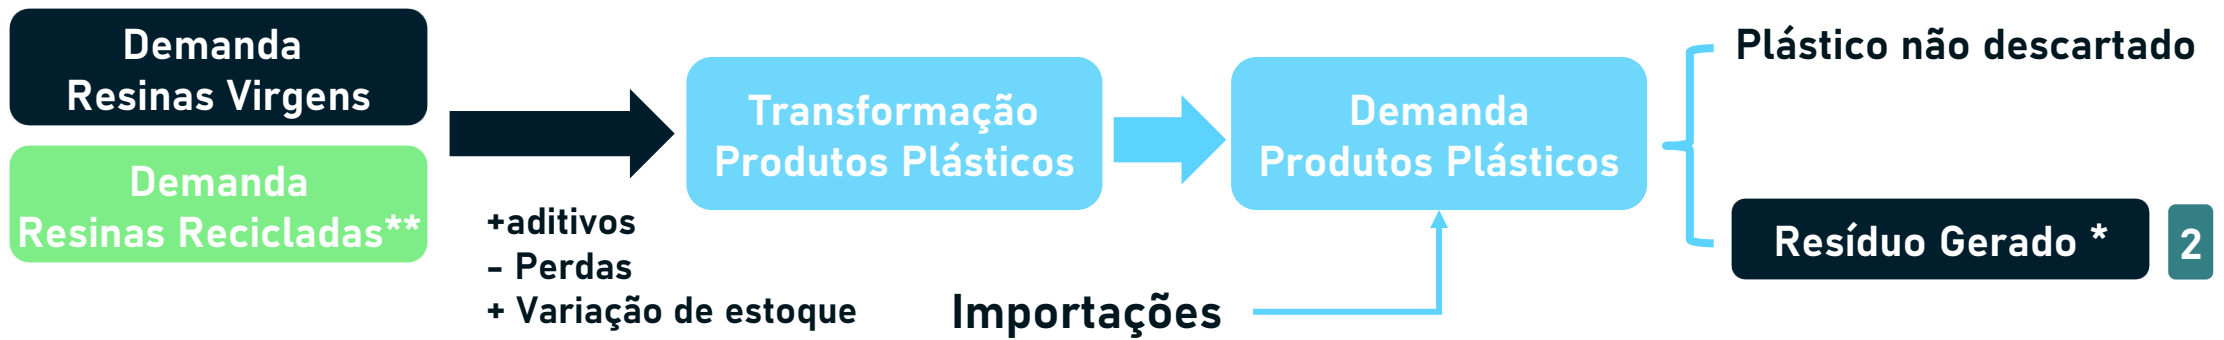 Demanda
Resinas Virgens
Demanda
Resinas Recicladas**
+aditivos
- Perdas
+ Variação de estoque
Transformação
Produtos Plásticos
Importações
Demanda
Produtos Plásticos
Plástico não descartado
Resíduo Gerado *
2